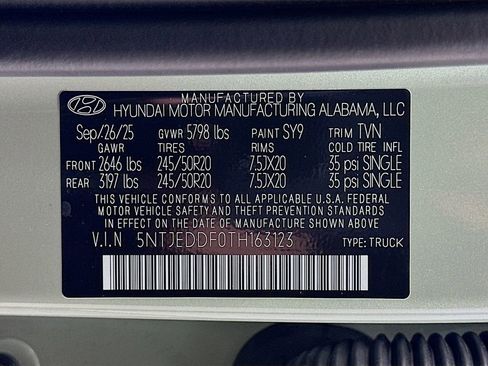 MANUFACTURED BY
HYUNDAI MOTOR MANUFACTURING ALABAMA, LLC
Sep/26/25 GVWR 5798 lbs PAINT SY9 TRIM TVN
GAWR TIRES RIMS COLD TIRE INFL
FRONT 2646 lbs 245/50R20 7.5JX20 35 psi SINGLE
REAR 3197 lbs 245/50R20 7.5JX20 35 psi SINGLE
THIS VEHICLE CONFORMS TO ALL APPLICABLE U.S.A. FEDERAL
MOTOR VEHICLE SAFETY AND THEFT PREVENTION STANDARDS
IN EFFECT ON THE DATE OF MANUFACTURE SHOWN ABOVE
V.I.N 5NTJEDDF0TH163123 TYPE: TRUCK